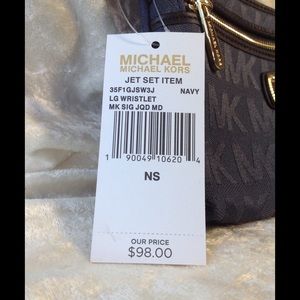 MICHAEL
MICHAEL KORS
JET SET ITEM
35F1GJSW3J NAVY
LG WRISTLET
MK SIG JQD MD
1 90049 10620 4
NS
OUR PRICE
$98.00